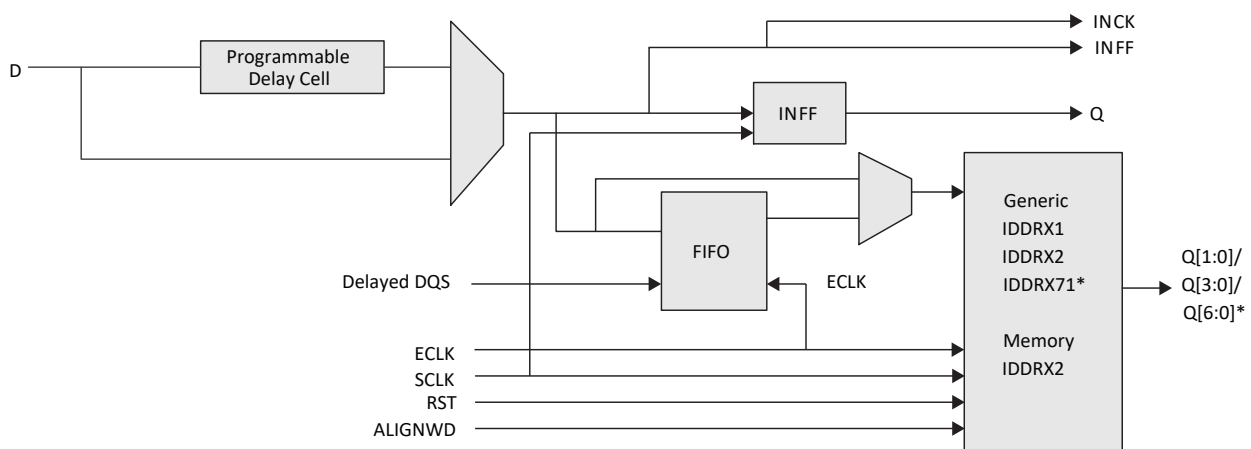 INCK
INFF
D
Programmable
Delay Cell
INFF
Q
FIFO
Delayed DQS
ECLK
ECLK
SCLK
RST
ALIGNWD
Generic
IDDRX1
IDDRX2
IDDRX71*
Memory
IDDRX2
Q[1:0]/
Q[3:0]/
Q[6:0]*